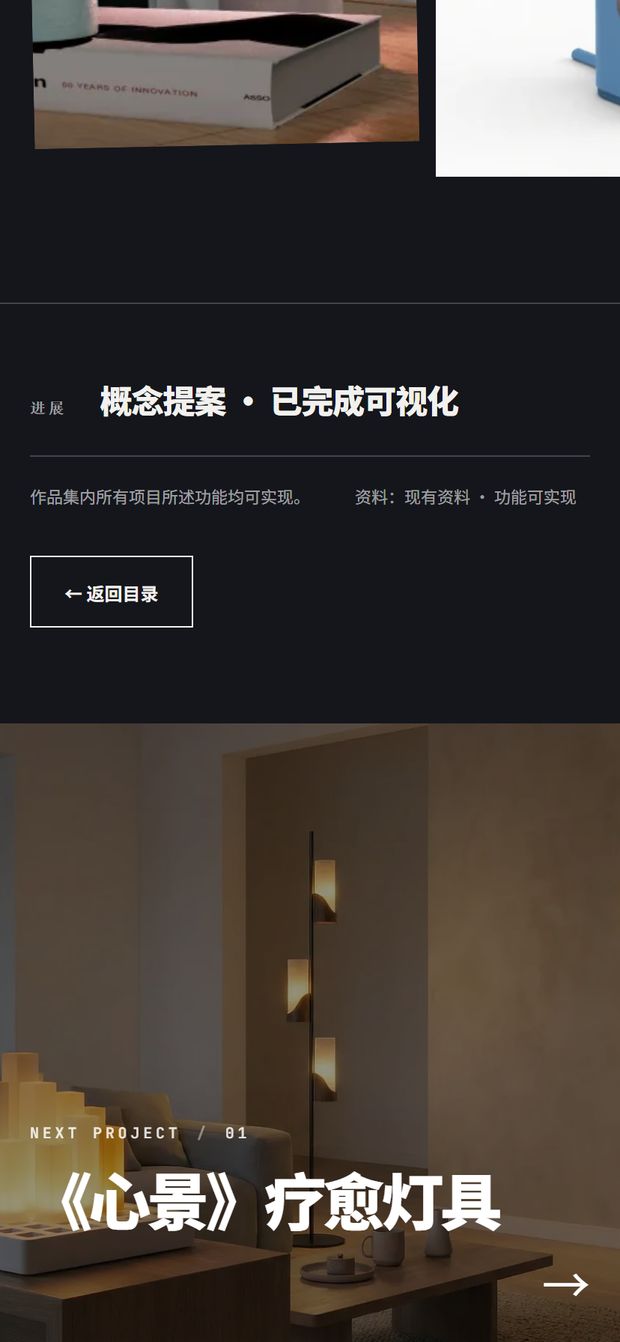 n 50 YEARS OF INNOVATION ASSO
进展 概念提案 · 已完成可视化
作品集内所有项目所述功能均可实现。 资料：现有资料 · 功能可实现
← 返回目录
NEXT PROJECT / 01
《心景》疗愈灯具
→